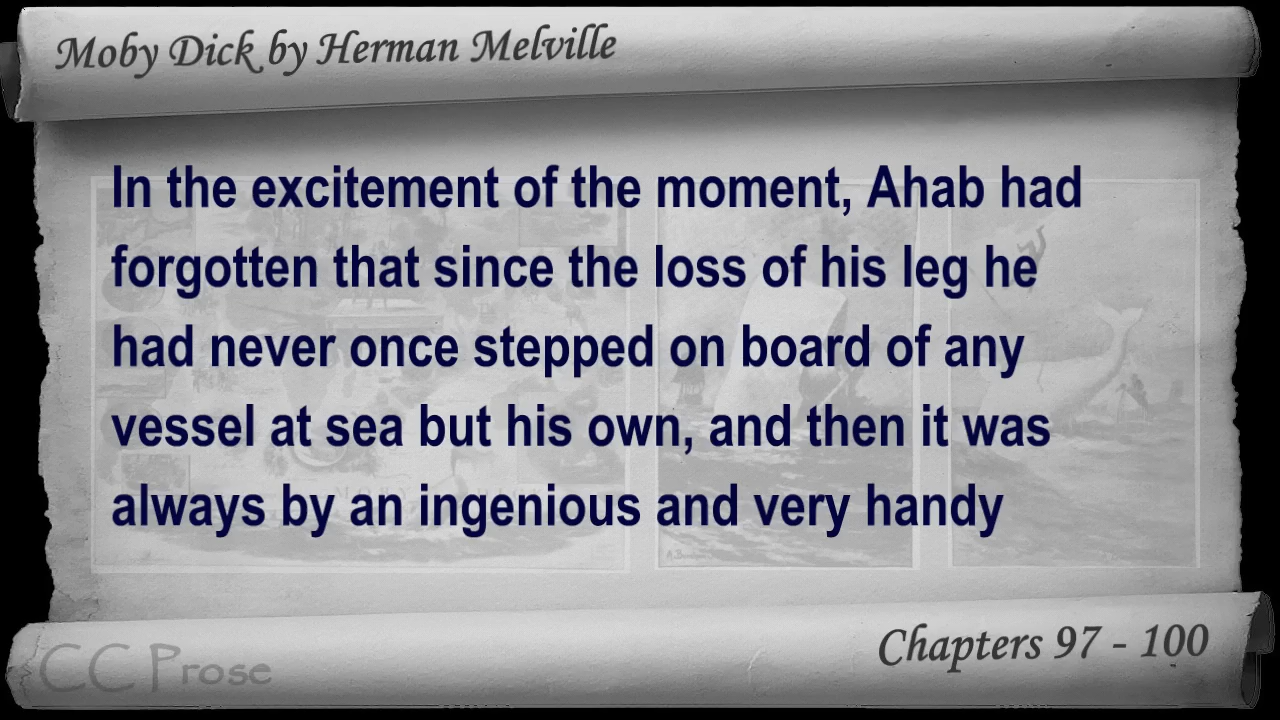 Moby Dick by Herman Melville
In the excitement of the moment, Ahab had
forgotten that since the loss of his leg he
had never once stepped on board of any
vessel at sea but his own, and then it was
always by an ingenious and very handy
Chapters 97 - 100
CC Prose